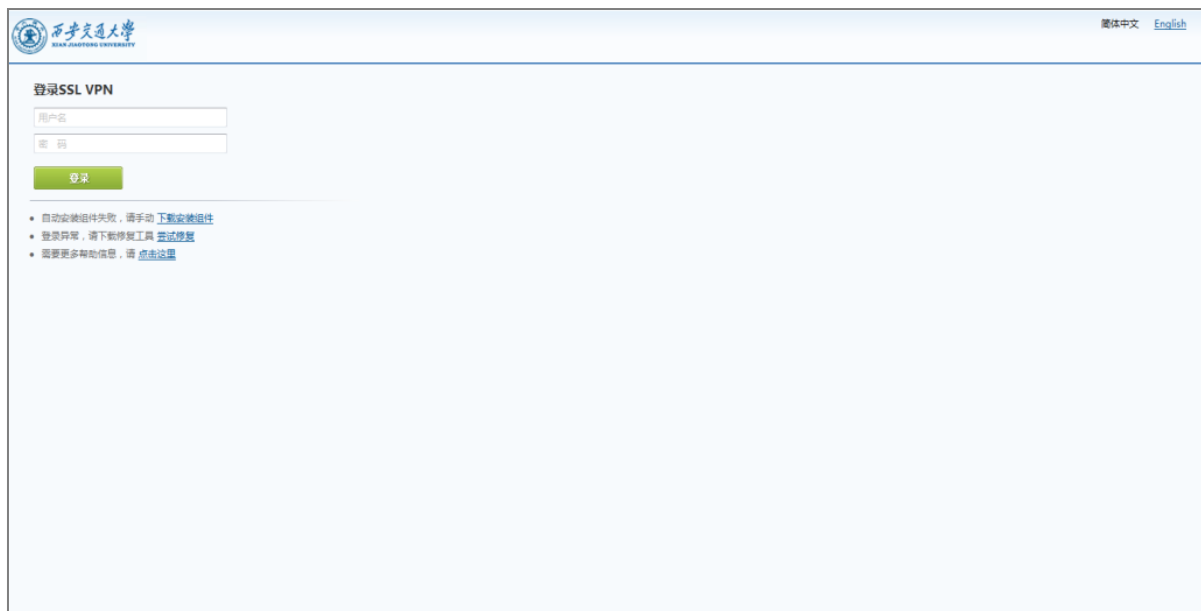 西安交通大学
XIAN JIAOTONG UNIVERSITY
简体中文 English
登录SSL VPN
用户名
密 码
登录
自动安装组件失败，请手动 下载安装组件
登录异常，请下载修复工具 尝试修复
需要更多帮助信息，请 点击这里